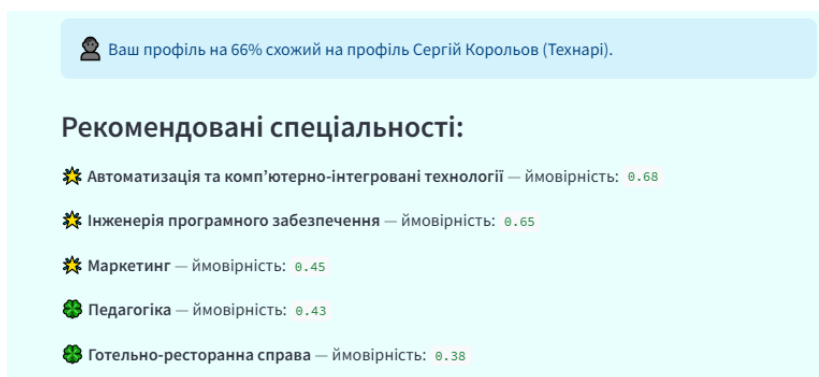 Ваш профіль на 66% схожий на профіль Сергій Корольов (Технарі).
Рекомендовані спеціальності:
Автоматизація та комп’ютерно-інтегровані технології — ймовірність: 0.68
Інженерія програмного забезпечення — ймовірність: 0.65
Маркетинг — ймовірність: 0.45
Педагогіка — ймовірність: 0.43
Готельно-ресторанна справа — ймовірність: 0.38